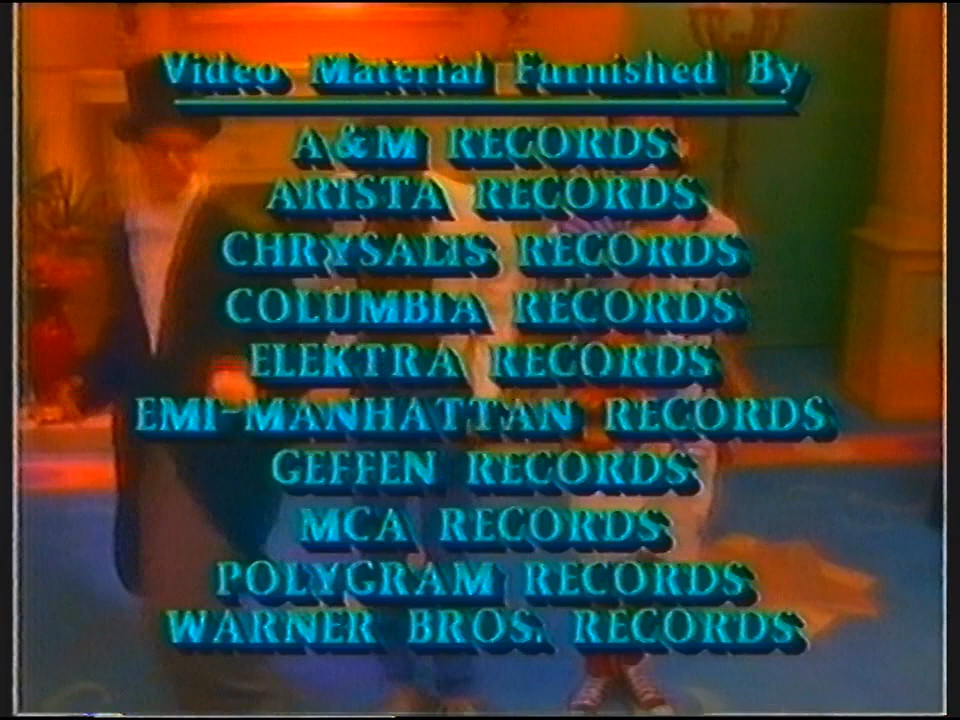 Video Material Furnished By
A&M RECORDS
ARISTA RECORDS
CHRYSALIS RECORDS
COLUMBIA RECORDS
ELEKTRA RECORDS
EMI-MANHATTAN RECORDS
GEFFEN RECORDS
MCA RECORDS
POLYGRAM RECORDS
WARNER BROS. RECORDS